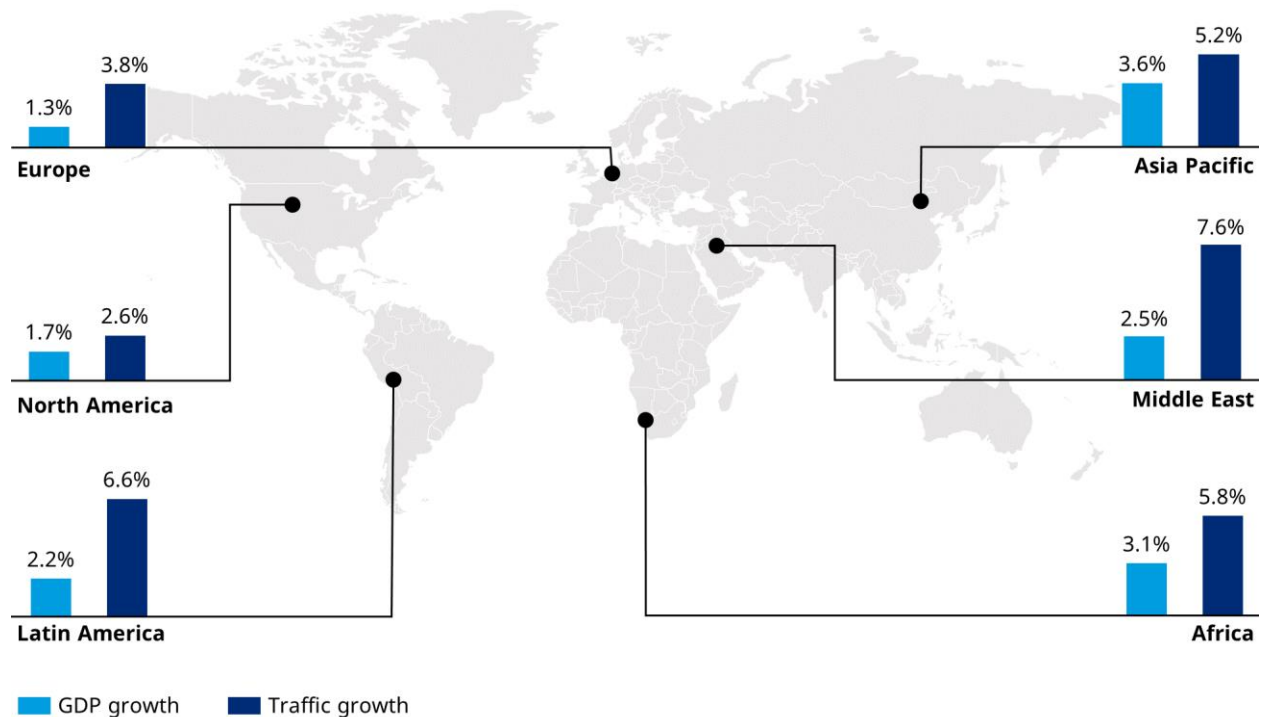 1.3%
3.8%
Europe
3.6%
5.2%
Asia Pacific
1.7%
2.6%
North America
2.5%
7.6%
Middle East
2.2%
6.6%
Latin America
3.1%
5.8%
Africa
GDP growth
Traffic growth